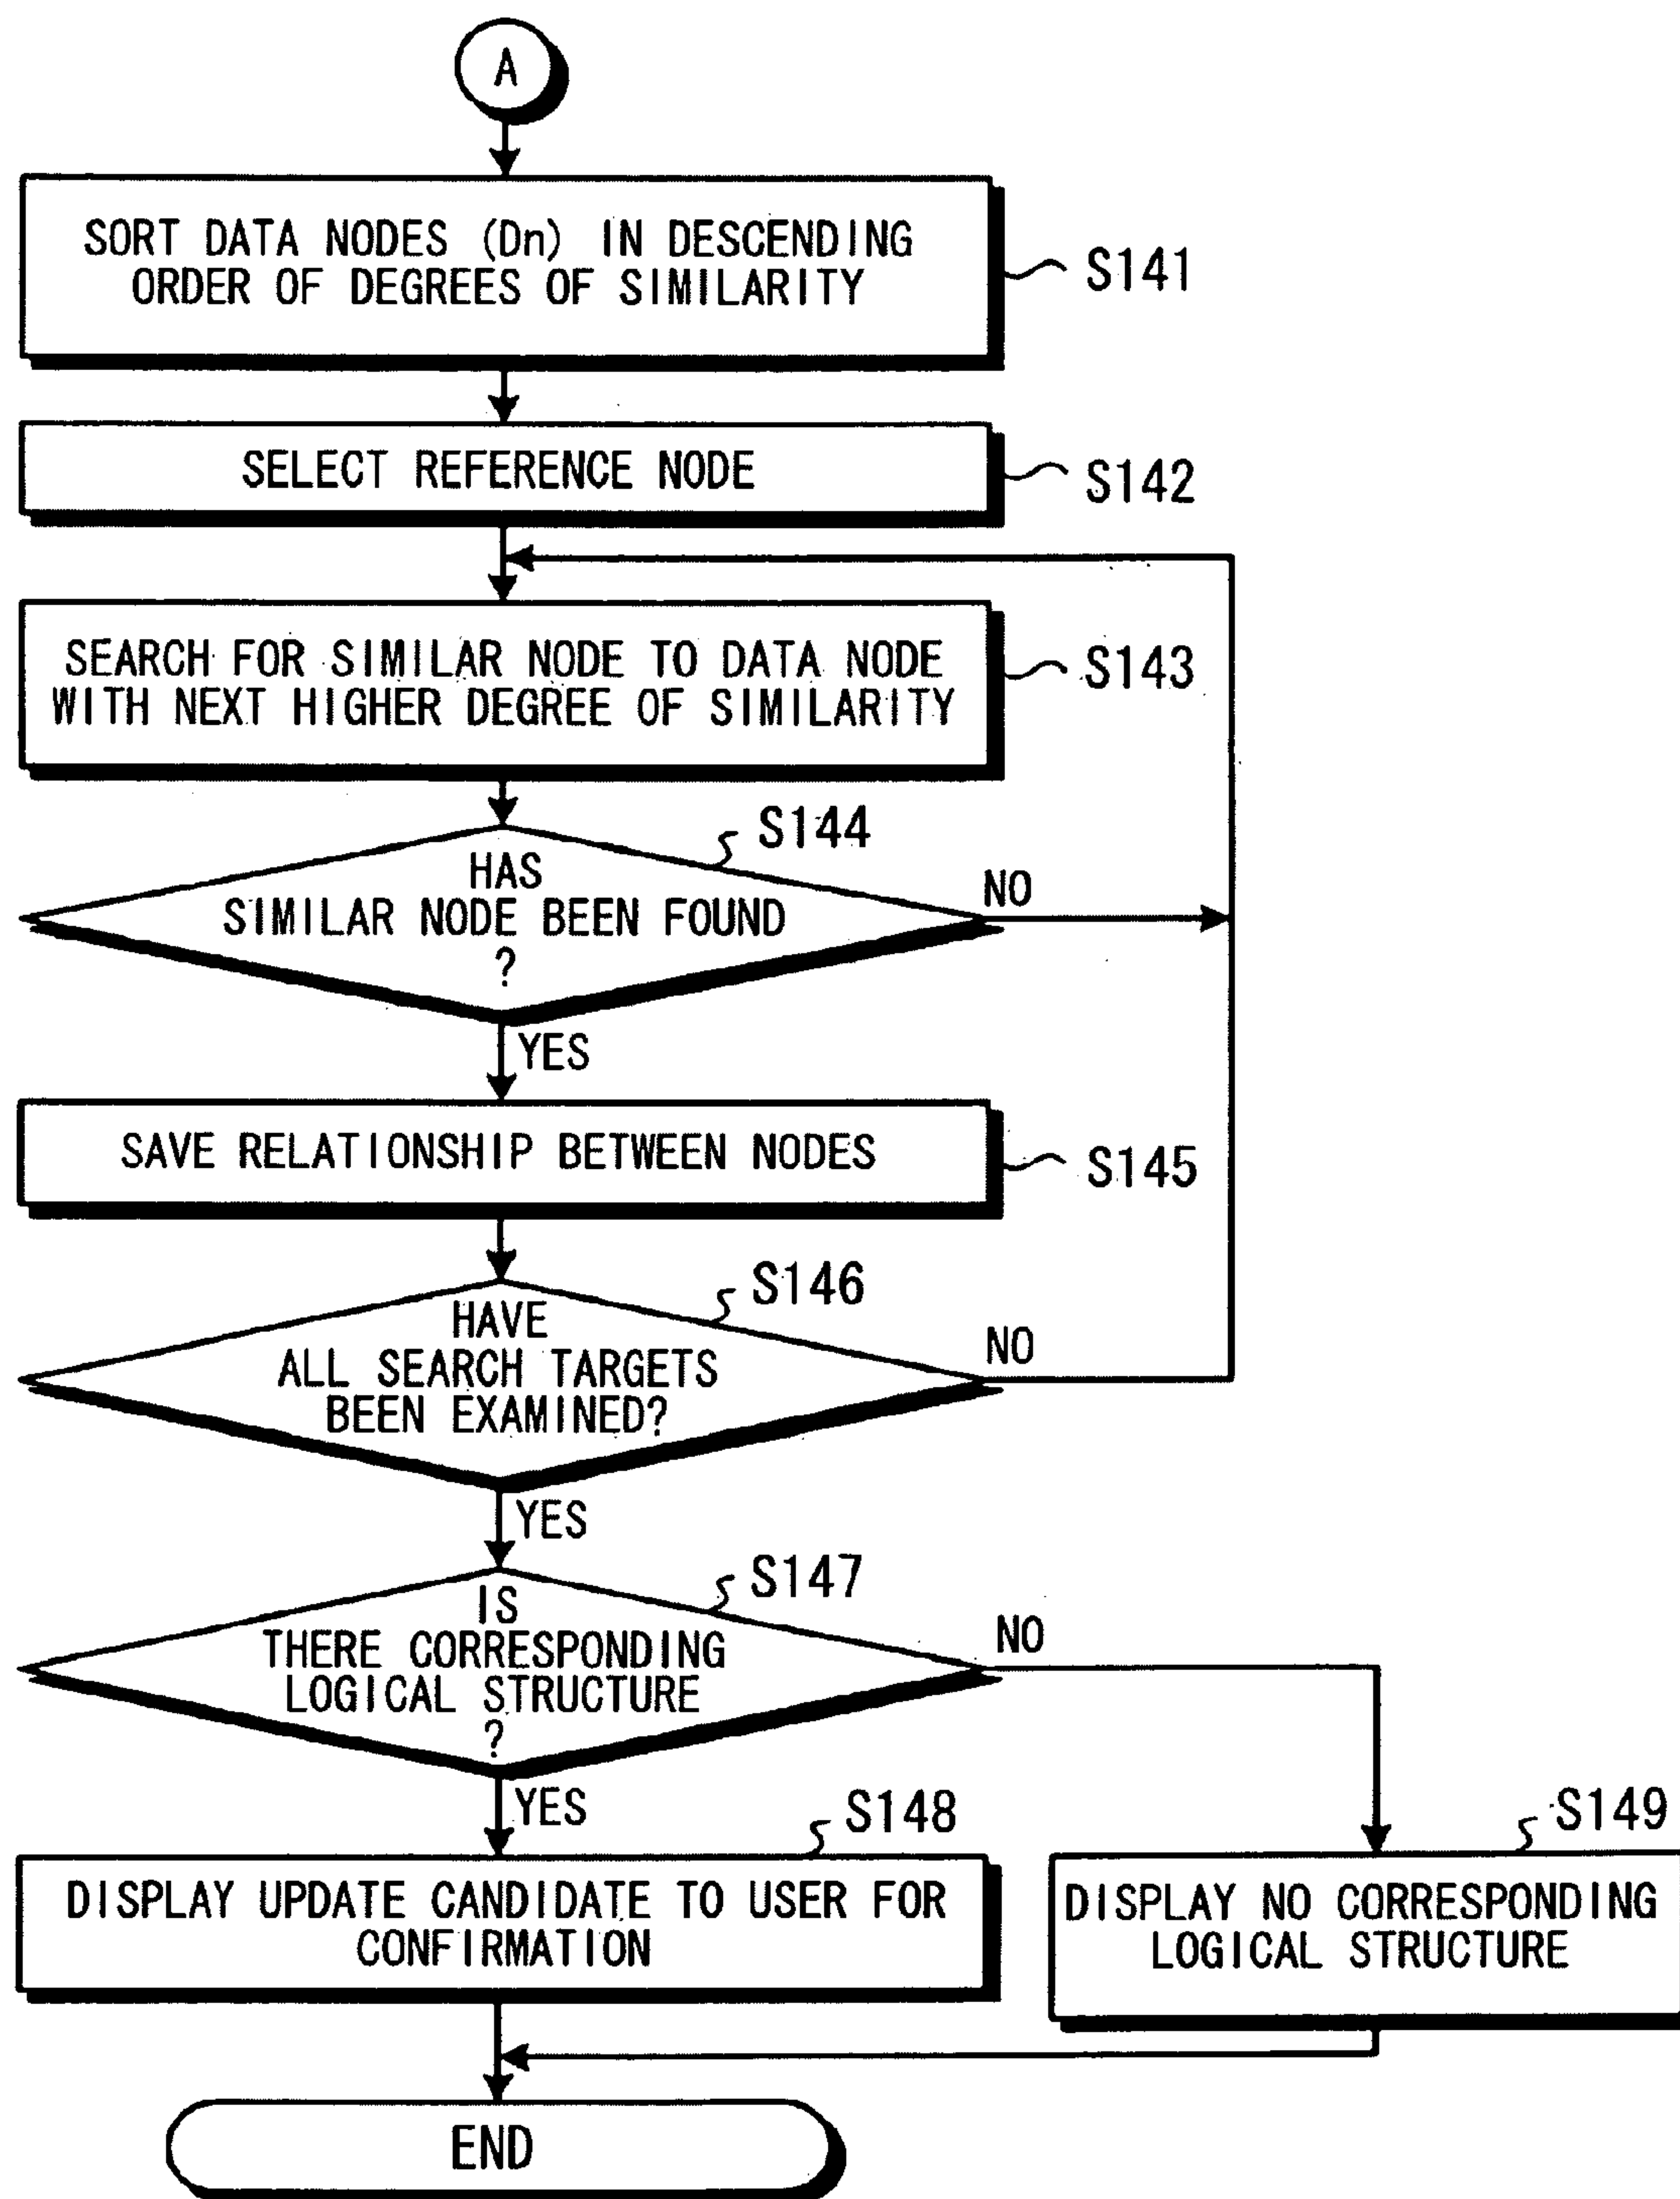 A
SORT DATA NODES (Dn) IN DESCENDING
ORDER OF DEGREES OF SIMILARITY
S141
SELECT REFERENCE NODE
S142
SEARCH FOR SIMILAR NODE TO DATA NODE
WITH NEXT HIGHER DEGREE OF SIMILARITY
S143
S144
HAS
SIMILAR NODE BEEN FOUND
?
NO
YES
SAVE RELATIONSHIP BETWEEN NODES
S145
S146
HAVE
ALL SEARCH TARGETS
BEEN EXAMINED?
NO
YES
S147
IS
THERE CORRESPONDING
LOGICAL STRUCTURE
?
NO
YES
S148
DISPLAY UPDATE CANDIDATE TO USER FOR
CONFIRMATION
S149
DISPLAY NO CORRESPONDING
LOGICAL STRUCTURE
END